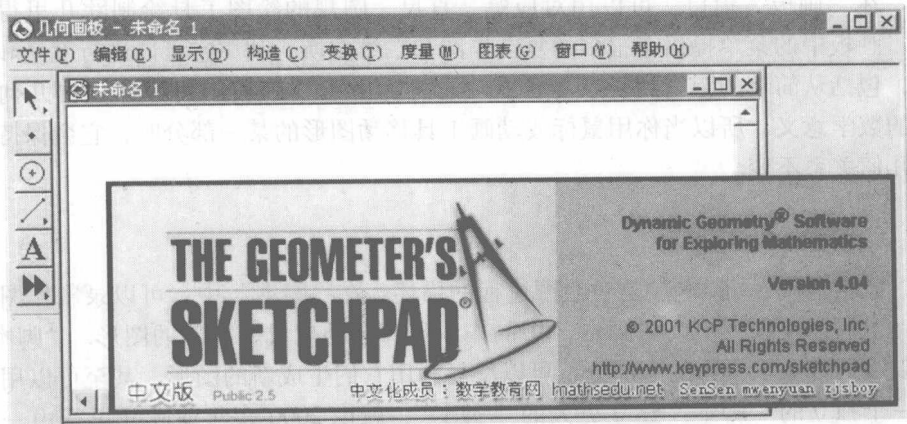 几何画板 - 未命名 1
文件(F) 编辑(E) 显示(D) 构造(C) 变换(T) 度量(M) 图表(G) 窗口(W) 帮助(H)
未命名 1
A
THE GEOMETER'S
SKETCHPAD®
Dynamic Geometry® Software
for Exploring Mathematics
Version 4.04
© 2001 KCP Technologies, Inc.
All Rights Reserved
http://www.keypress.com/sketchpad
中文版 Public 2.5 中文化成员：数学教育网 mathsedu.net SenSen mwenyuan zjsboy